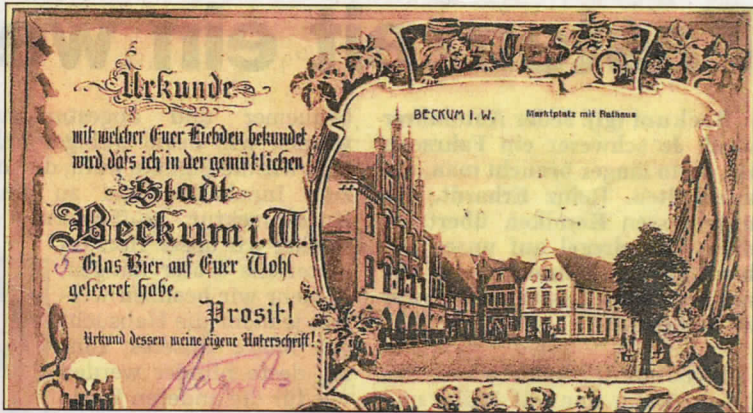 Urkunde
mit welcher Euer Liebden bekundet
wird, daſs ich in der gemütlichen
Stadt
Beckum i. W.
5 Glas Bier auf Euer Wohl
geleeret habe.
Prosit!
Urkund dessen meine eigene Unterschrift!
BECKUM I. W. Marktplatz mit Rathaus